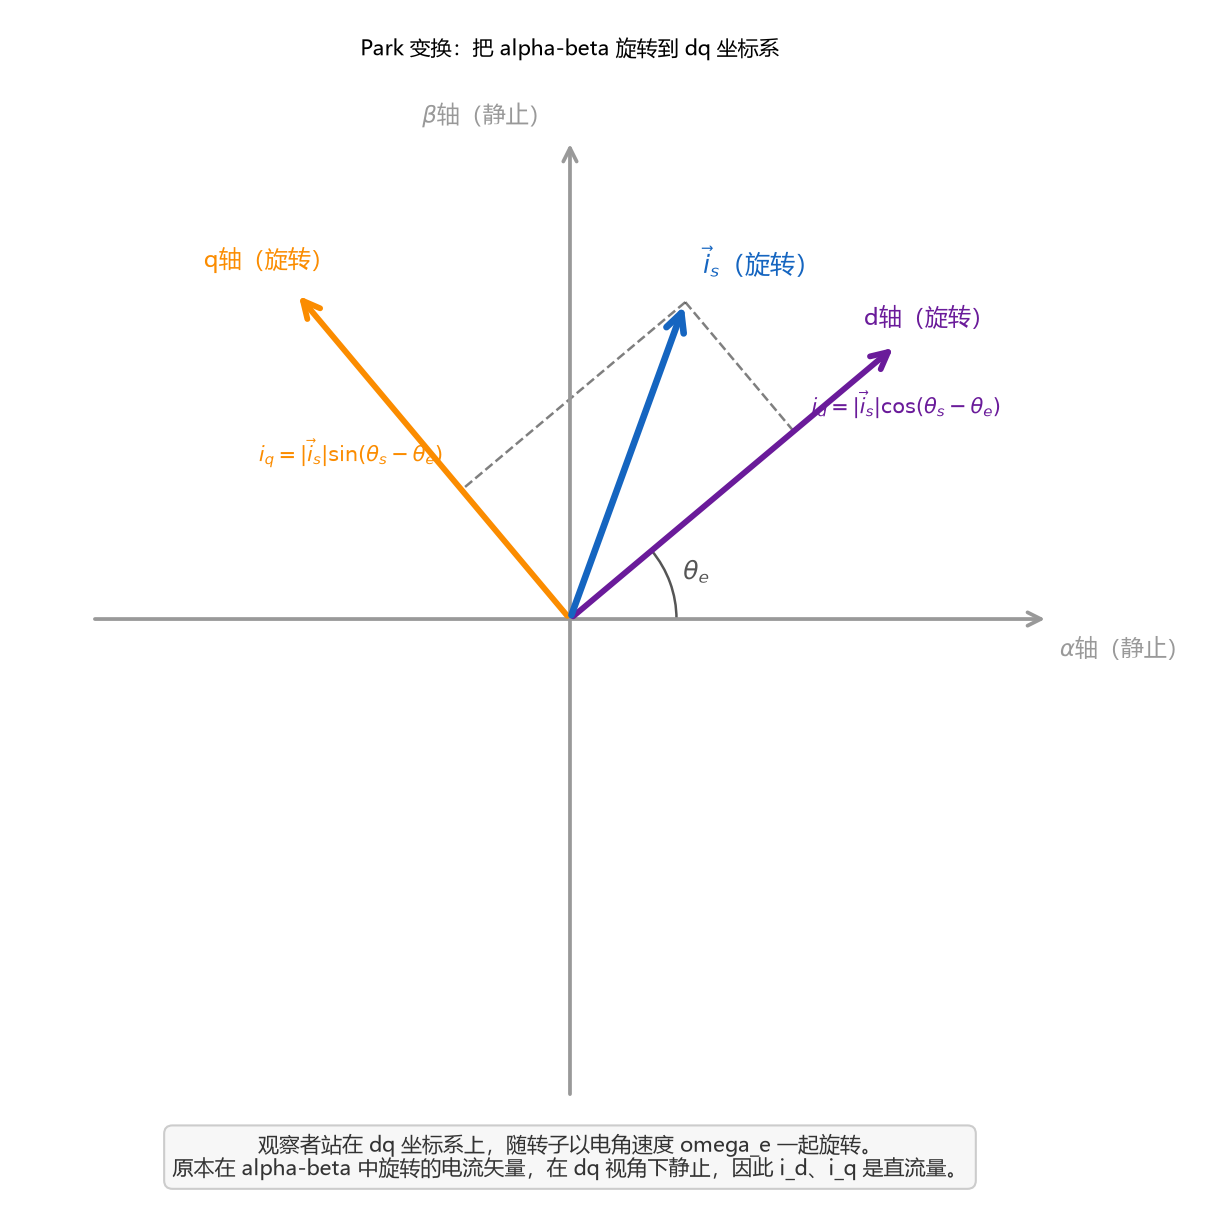 Park 变换：把 alpha-beta 旋转到 dq 坐标系
β轴（静止）
q轴（旋转）
i⃗ₛ（旋转）
d轴（旋转）
i_d = |i⃗ₛ|cos(θₛ − θₑ)
i_q = |i⃗ₛ|sin(θₛ − θₑ)
θₑ
α轴（静止）
观察者站在 dq 坐标系上，随转子以电角速度 omega_e 一起旋转。
原本在 alpha-beta 中旋转的电流矢量，在 dq 视角下静止，因此 i_d、i_q 是直流量。